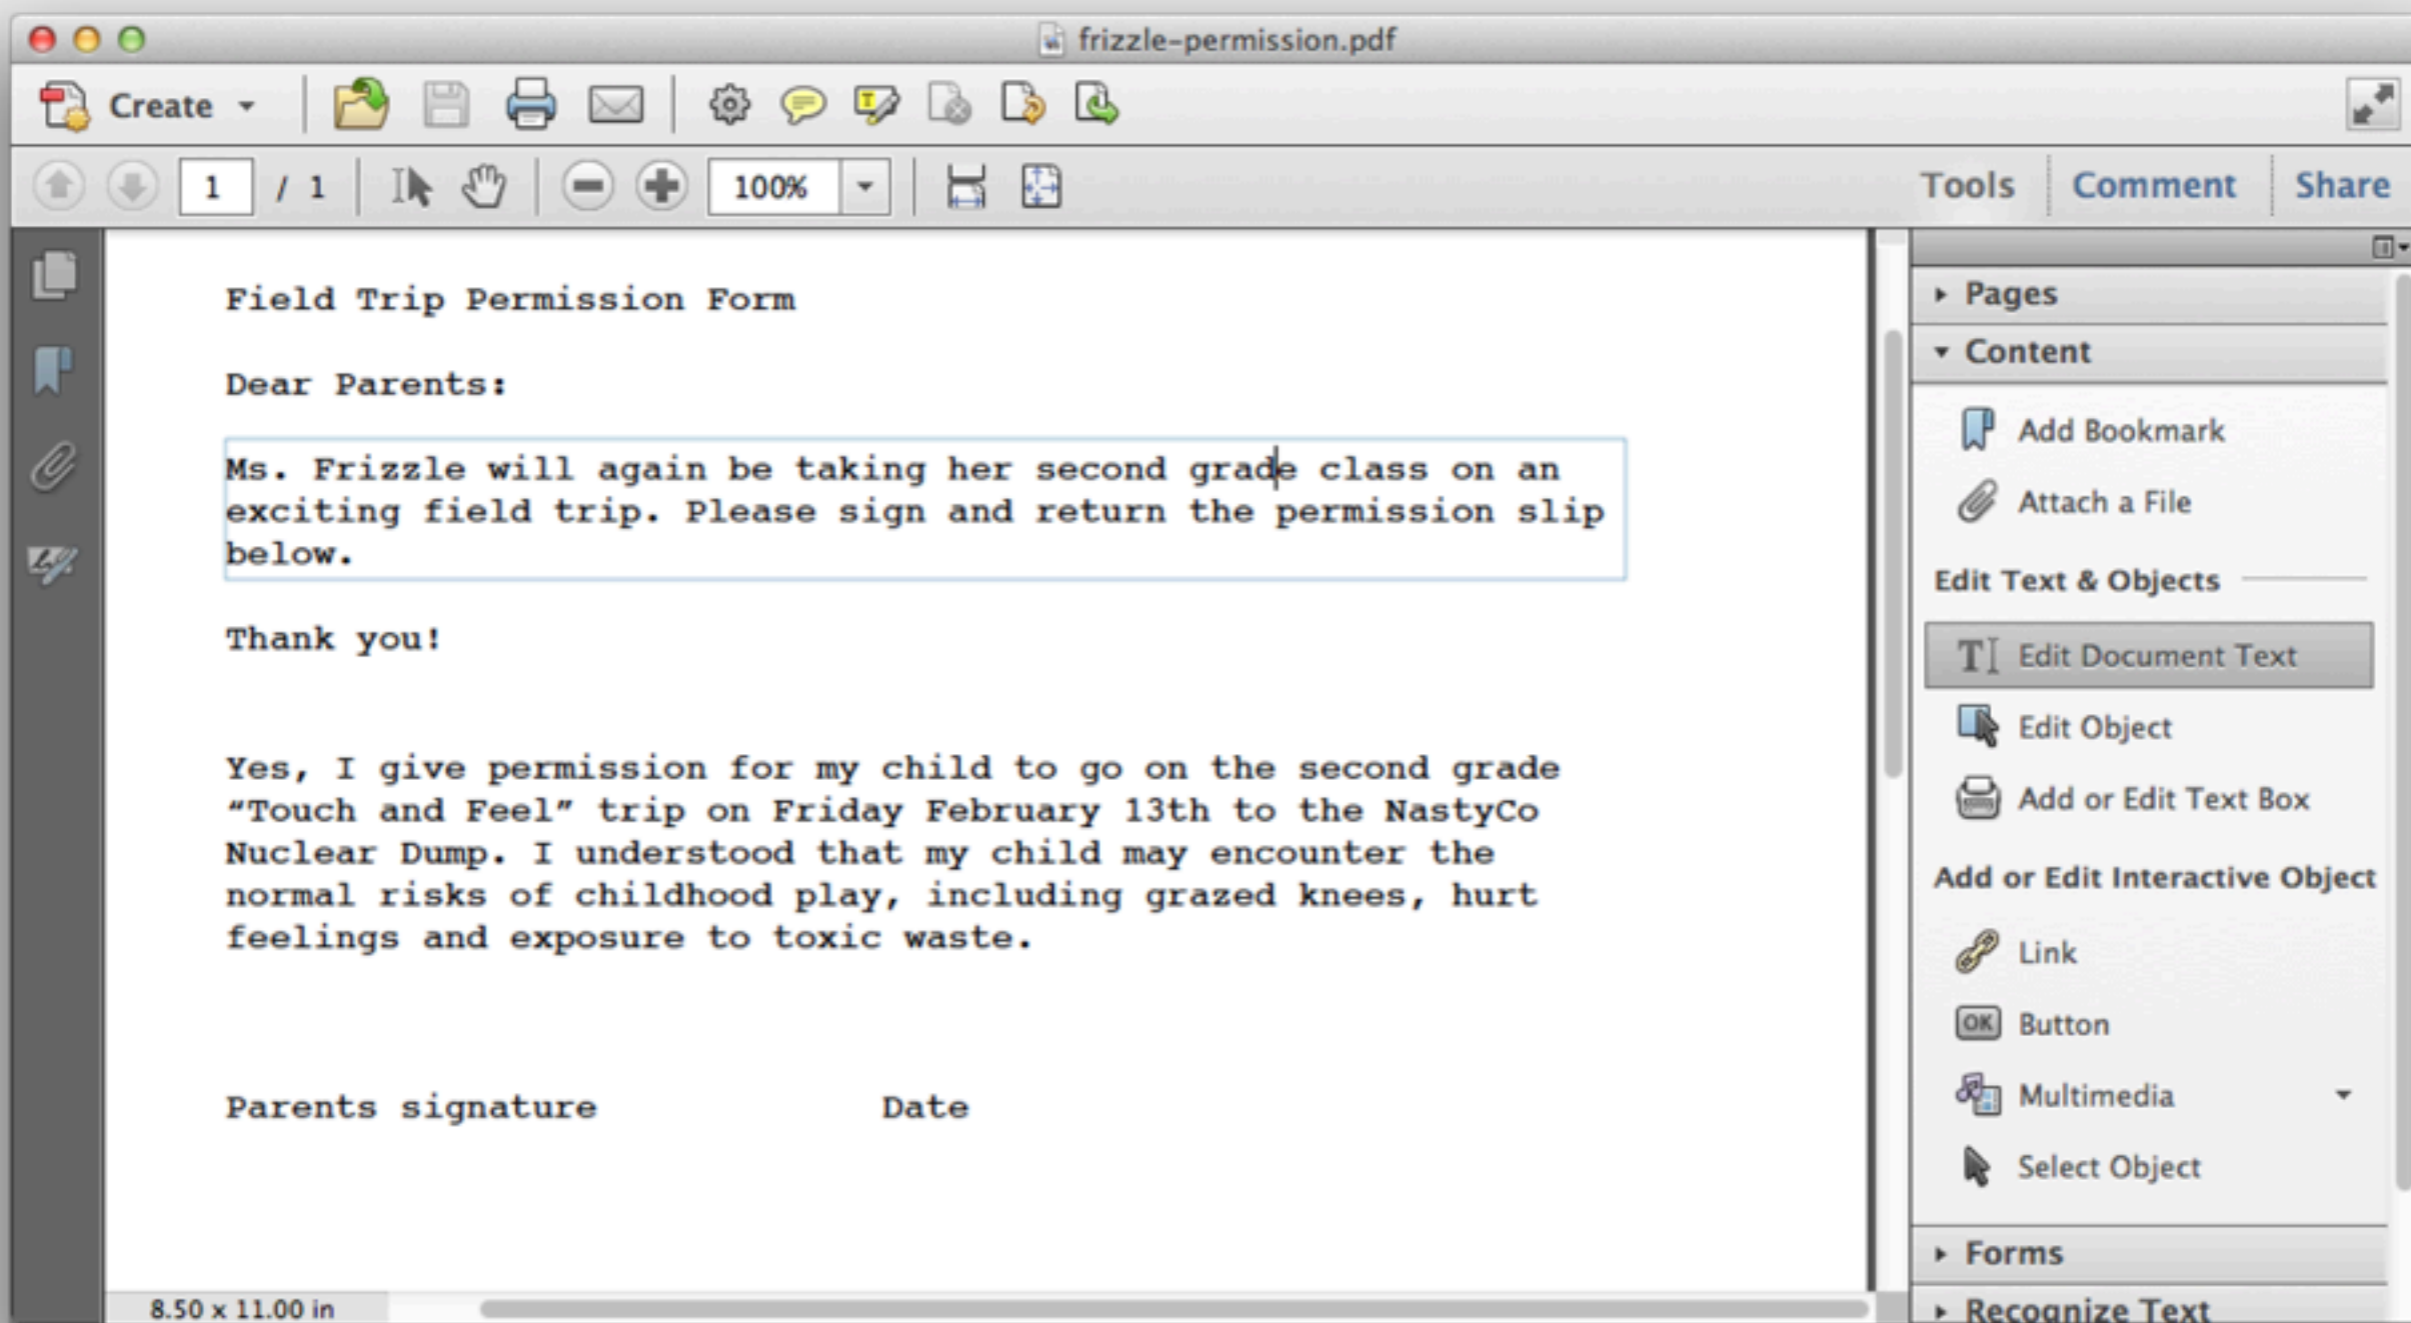 frizzle-permission.pdf
Create
1 / 1
100%
Tools
Comment
Share
Field Trip Permission Form
Dear Parents:
Ms. Frizzle will again be taking her second grade class on an
exciting field trip. Please sign and return the permission slip
below.
Thank you!
Yes, I give permission for my child to go on the second grade
“Touch and Feel” trip on Friday February 13th to the NastyCo
Nuclear Dump. I understood that my child may encounter the
normal risks of childhood play, including grazed knees, hurt
feelings and exposure to toxic waste.
Parents signature Date
8.50 x 11.00 in
Pages
Content
Add Bookmark
Attach a File
Edit Text & Objects
T Edit Document Text
Edit Object
Add or Edit Text Box
Add or Edit Interactive Object
Link
OK Button
Multimedia
Select Object
Forms
Recognize Text